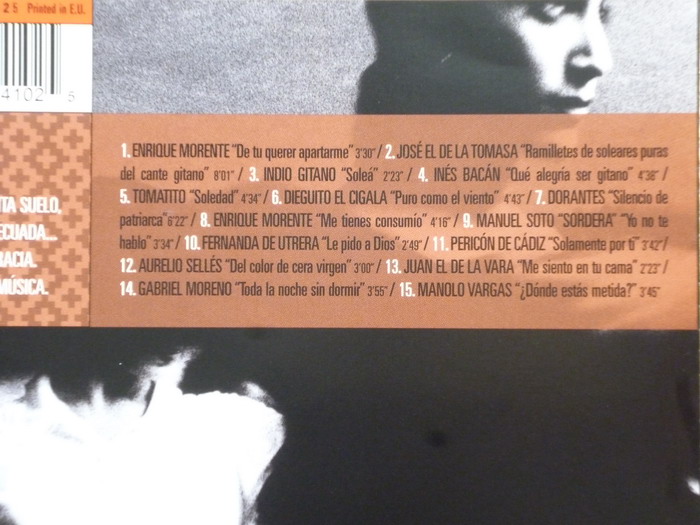 25 Printed in E.U.
4102 5
1. ENRIQUE MORENTE "De tu querer apartarme" 3'30" / 2. JOSÉ EL DE LA TOMASA "Ramilletes de soleares puras
del cante gitano" 8'01" / 3. INDIO GITANO "Soleá" 2'23" / 4. INÉS BACÁN "Qué alegría ser gitano" 4'36" /
5. TOMATITO "Soledad" 4'34" / 6. DIEGUITO EL CIGALA "Puro como el viento" 4'43" / 7. DORANTES "Silencio de
patriarca" 6'22" / 8. ENRIQUE MORENTE "Me tienes consumío" 4'16" / 9. MANUEL SOTO "SORDERA" "Yo no te
hablo" 3'34" / 10. FERNANDA DE UTRERA "Le pido a Dios" 2'49" / 11. PERICÓN DE CÁDIZ "Solamente por tí" 3'42" /
12. AURELIO SELLÉS "Del color de cera virgen" 3'00" / 13. JUAN EL DE LA VARA "Me siento en tu cama" 2'23" /
14. GABRIEL MORENO "Toda la noche sin dormir" 3'55" / 15. MANOLO VARGAS "¿Dónde estás metida?" 3'45"
TA SUELO,
ECUADA...
RACIA.
MÚSICA.